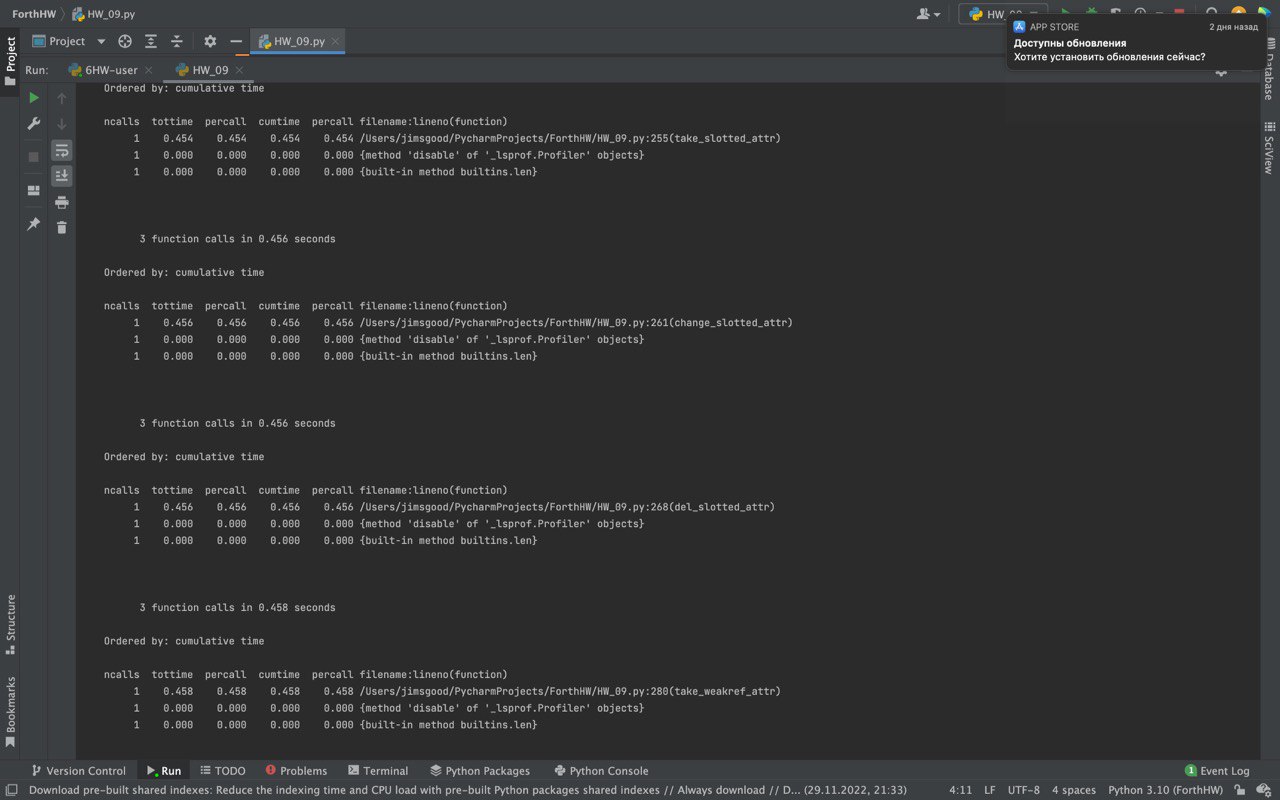 ForthHW HW_09.py
HW_09
APP STORE 2 дня назад
Доступны обновления
Хотите установить обновления сейчас?
Project HW_09.py
Run: 6HW-user HW_09
Project
Database
SciView
Structure
Bookmarks
Ordered by: cumulative time
ncalls tottime percall cumtime percall filename:lineno(function)
1 0.454 0.454 0.454 0.454 /Users/jimsgood/PycharmProjects/ForthHW/HW_09.py:255(take_slotted_attr)
1 0.000 0.000 0.000 0.000 {method 'disable' of '_lsprof.Profiler' objects}
1 0.000 0.000 0.000 0.000 {built-in method builtins.len}
3 function calls in 0.456 seconds
Ordered by: cumulative time
ncalls tottime percall cumtime percall filename:lineno(function)
1 0.456 0.456 0.456 0.456 /Users/jimsgood/PycharmProjects/ForthHW/HW_09.py:261(change_slotted_attr)
1 0.000 0.000 0.000 0.000 {method 'disable' of '_lsprof.Profiler' objects}
1 0.000 0.000 0.000 0.000 {built-in method builtins.len}
3 function calls in 0.456 seconds
Ordered by: cumulative time
ncalls tottime percall cumtime percall filename:lineno(function)
1 0.456 0.456 0.456 0.456 /Users/jimsgood/PycharmProjects/ForthHW/HW_09.py:268(del_slotted_attr)
1 0.000 0.000 0.000 0.000 {method 'disable' of '_lsprof.Profiler' objects}
1 0.000 0.000 0.000 0.000 {built-in method builtins.len}
3 function calls in 0.458 seconds
Ordered by: cumulative time
ncalls tottime percall cumtime percall filename:lineno(function)
1 0.458 0.458 0.458 0.458 /Users/jimsgood/PycharmProjects/ForthHW/HW_09.py:280(take_weakref_attr)
1 0.000 0.000 0.000 0.000 {method 'disable' of '_lsprof.Profiler' objects}
1 0.000 0.000 0.000 0.000 {built-in method builtins.len}
Version Control Run TODO Problems Terminal Python Packages Python Console 1 Event Log
Download pre-built shared indexes: Reduce the indexing time and CPU load with pre-built Python packages shared indexes // Always download // D... (29.11.2022, 21:33) 4:11 LF UTF-8 4 spaces Python 3.10 (ForthHW)